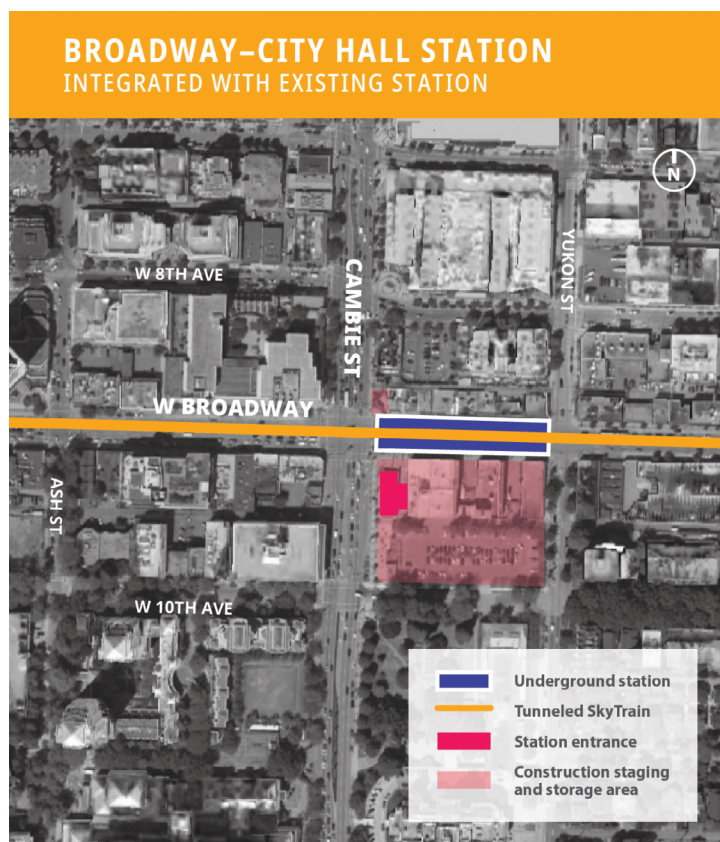 BROADWAY–CITY HALL STATION
INTEGRATED WITH EXISTING STATION
N
W 8TH AVE
CAMBIE ST
YUKON ST
W BROADWAY
ASH ST
W 10TH AVE
Underground station
Tunneled SkyTrain
Station entrance
Construction staging
and storage area